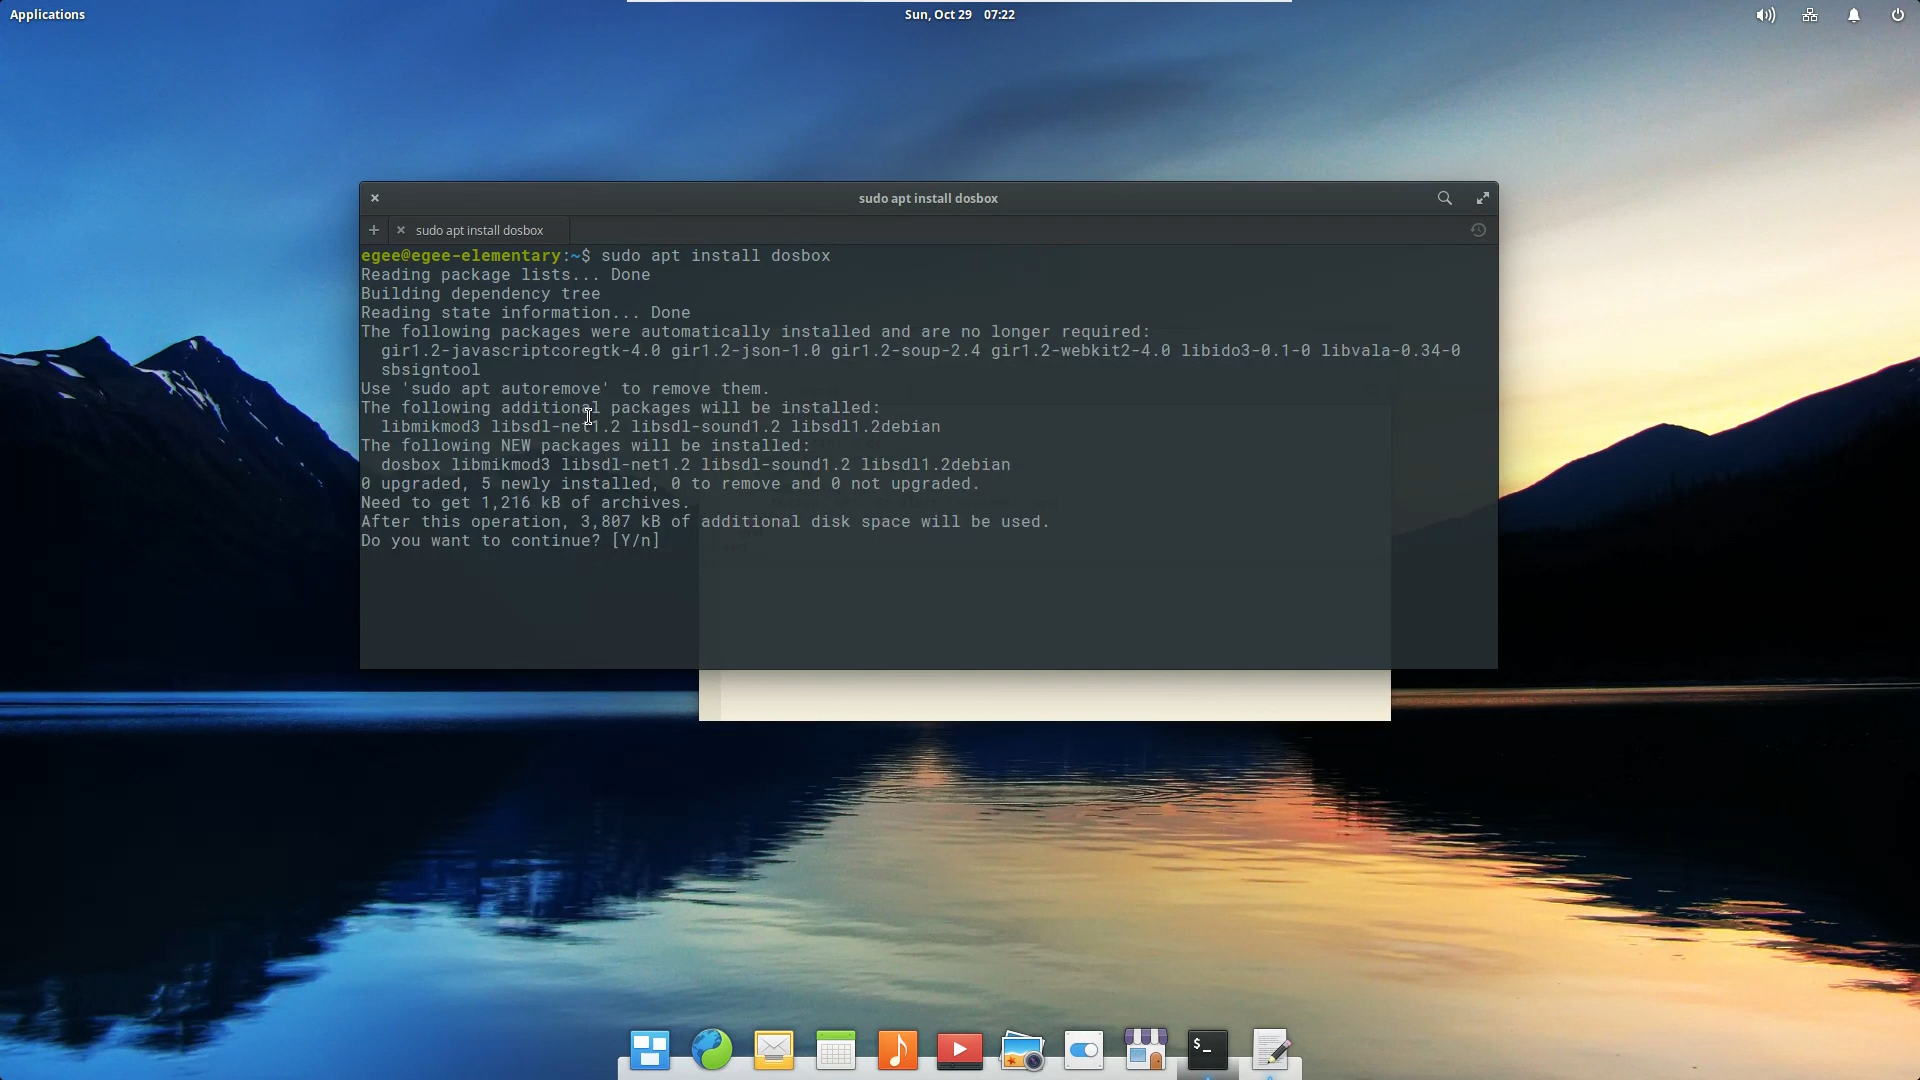 Applications
Sun, Oct 29 07:22
sudo apt install dosbox
sudo apt install dosbox
egee@egee-elementary:~$ sudo apt install dosbox
Reading package lists... Done
Building dependency tree
Reading state information... Done
The following packages were automatically installed and are no longer required:
  gir1.2-javascriptcoregtk-4.0 gir1.2-json-1.0 gir1.2-soup-2.4 gir1.2-webkit2-4.0 libido3-0.1-0 libvala-0.34-0
  sbsigntool
Use 'sudo apt autoremove' to remove them.
The following additional packages will be installed:
  libmikmod3 libsdl-net1.2 libsdl-sound1.2 libsdl1.2debian
The following NEW packages will be installed:
  dosbox libmikmod3 libsdl-net1.2 libsdl-sound1.2 libsdl1.2debian
0 upgraded, 5 newly installed, 0 to remove and 0 not upgraded.
Need to get 1,216 kB of archives.
After this operation, 3,807 kB of additional disk space will be used.
Do you want to continue? [Y/n]
$_